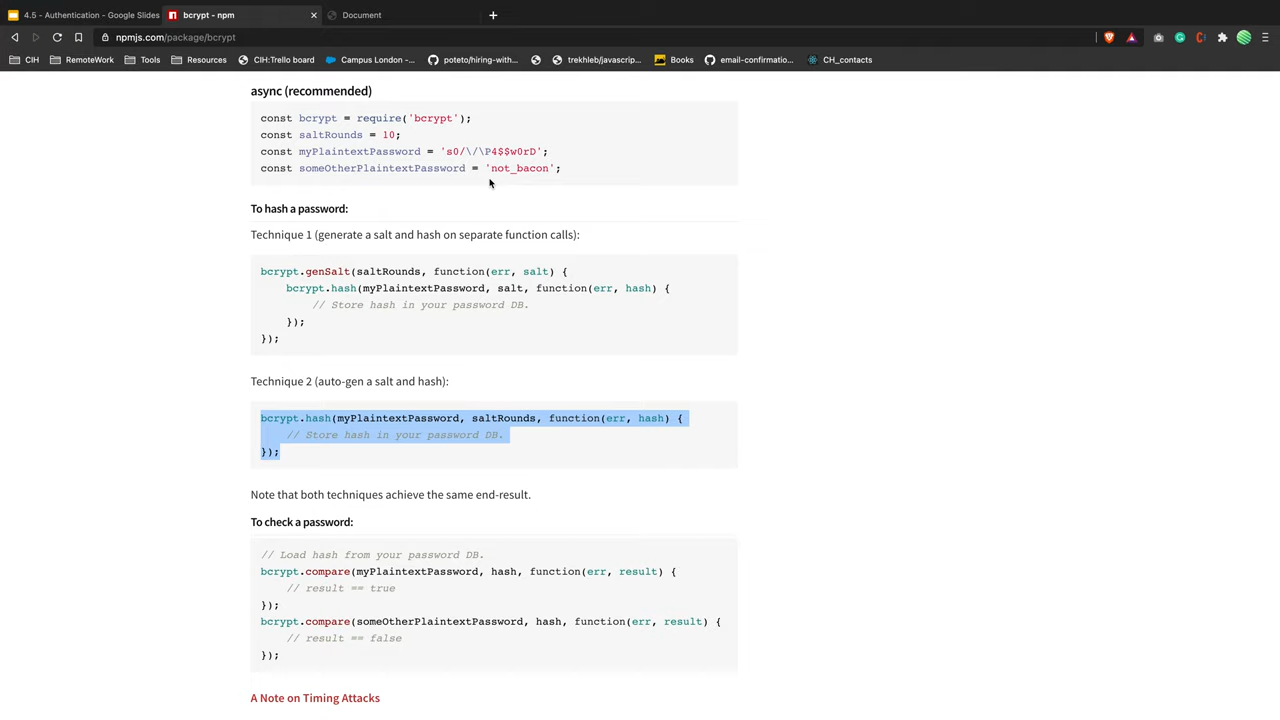 4.5 - Authentication - Google Slides
bcrypt - npm
Document
npmjs.com/package/bcrypt
CIH
RemoteWork
Tools
Resources
CIH:Trello board
Campus London -...
poteto/hiring-with...
trekhleb/javascrip...
Books
email-confirmatio...
CH_contacts
async (recommended)
const bcrypt = require('bcrypt');
const saltRounds = 10;
const myPlaintextPassword = 's0/\/\P4$$w0rD';
const someOtherPlaintextPassword = 'not_bacon';
To hash a password:
Technique 1 (generate a salt and hash on separate function calls):
bcrypt.genSalt(saltRounds, function(err, salt) {
bcrypt.hash(myPlaintextPassword, salt, function(err, hash) {
// Store hash in your password DB.
});
});
Technique 2 (auto-gen a salt and hash):
bcrypt.hash(myPlaintextPassword, saltRounds, function(err, hash) {
// Store hash in your password DB.
});
Note that both techniques achieve the same end-result.
To check a password:
// Load hash from your password DB.
bcrypt.compare(myPlaintextPassword, hash, function(err, result) {
// result == true
});
bcrypt.compare(someOtherPlaintextPassword, hash, function(err, result) {
// result == false
});
A Note on Timing Attacks